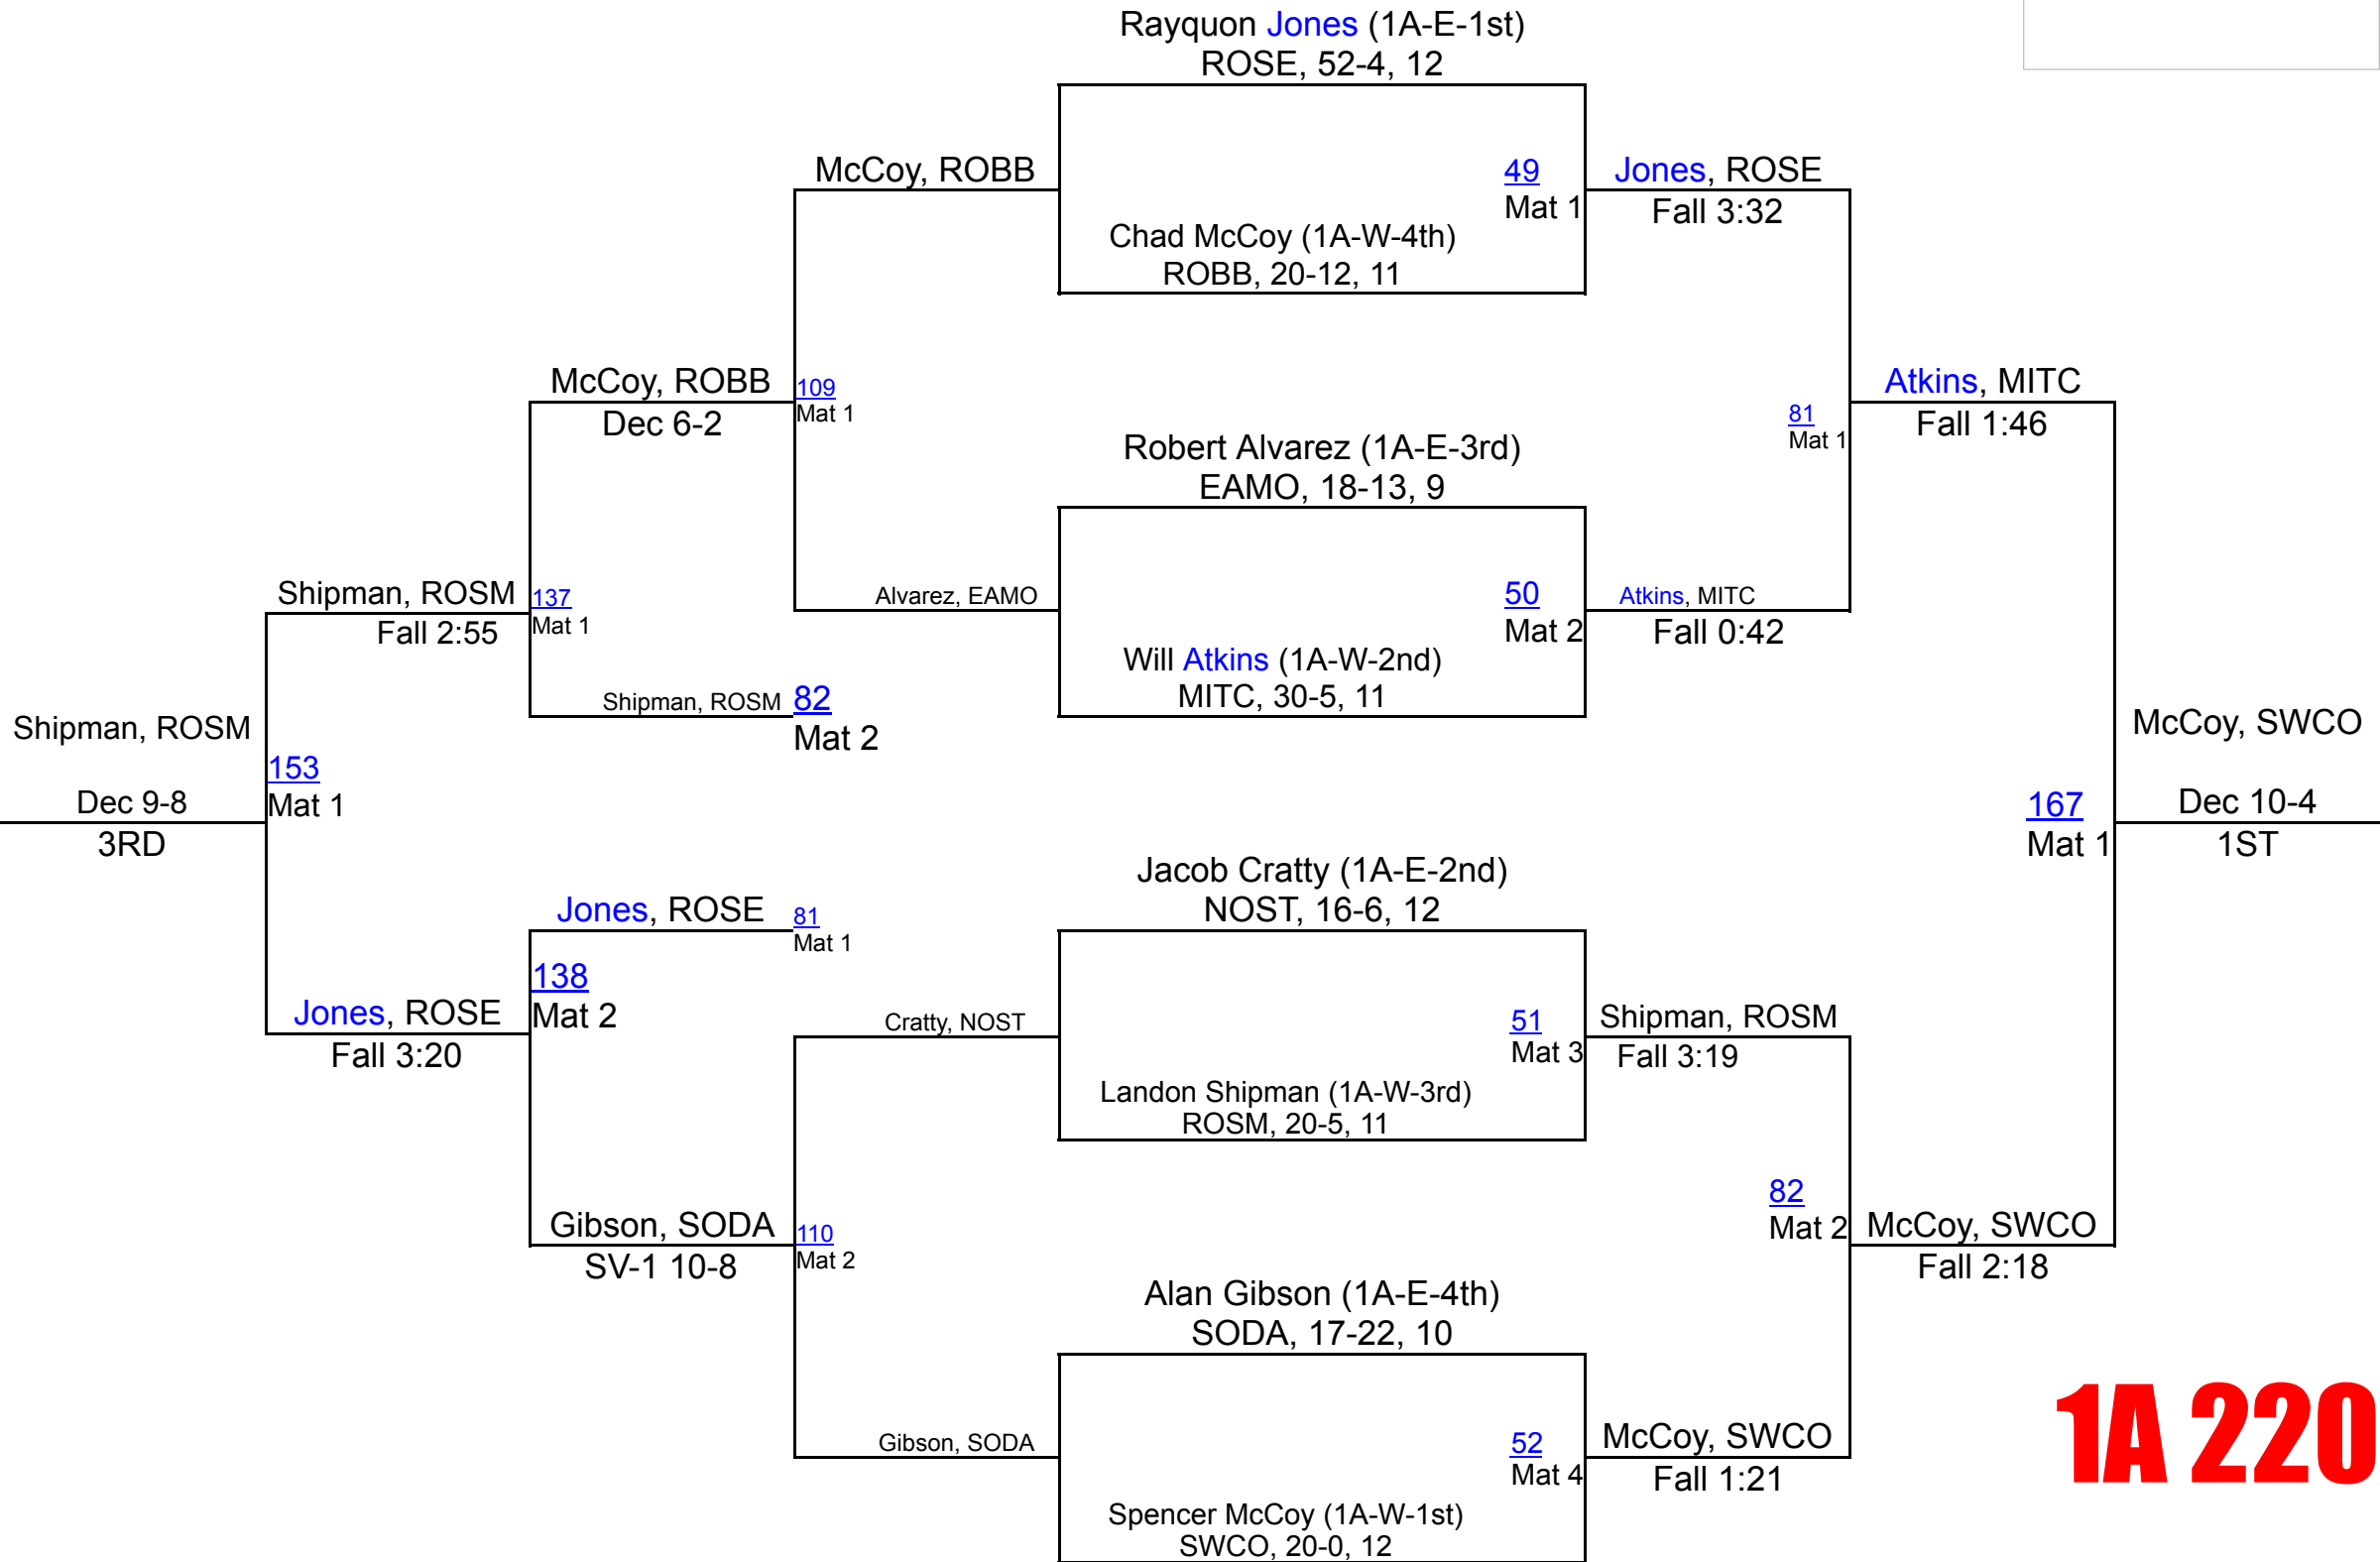 Rayquon Jones (1A-E-1st)
ROSE, 52-4, 12
McCoy, ROBB
49
Mat 1
Jones, ROSE
Fall 3:32
Chad McCoy (1A-W-4th)
ROBB, 20-12, 11
McCoy, ROBB
Dec 6-2
109
Mat 1
81
Mat 1
Atkins, MITC
Fall 1:46
Robert Alvarez (1A-E-3rd)
EAMO, 18-13, 9
Shipman, ROSM
Fall 2:55
137
Mat 1
Alvarez, EAMO
50
Mat 2
Atkins, MITC
Fall 0:42
Will Atkins (1A-W-2nd)
MITC, 30-5, 11
Shipman, ROSM
82
Mat 2
Shipman, ROSM
Dec 9-8
3RD
153
Mat 1
McCoy, SWCO
167
Mat 1
Dec 10-4
1ST
Jacob Cratty (1A-E-2nd)
NOST, 16-6, 12
Jones, ROSE
81
Mat 1
138
Mat 2
Jones, ROSE
Fall 3:20
Cratty, NOST
51
Mat 3
Shipman, ROSM
Fall 3:19
Landon Shipman (1A-W-3rd)
ROSM, 20-5, 11
82
Mat 2
McCoy, SWCO
Fall 2:18
Gibson, SODA
SV-1 10-8
110
Mat 2
Alan Gibson (1A-E-4th)
SODA, 17-22, 10
Gibson, SODA
52
Mat 4
McCoy, SWCO
Fall 1:21
Spencer McCoy (1A-W-1st)
SWCO, 20-0, 12
1A 220